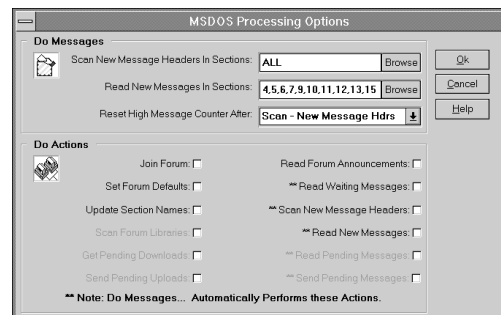 MSDOS Processing Options
Do Messages
Scan New Message Headers In Sections: ALL Browse
Read New Messages In Sections: 4,5,6,7,9,10,11,12,13,15 Browse
Reset High Message Counter After: Scan - New Message Hdrs
Ok
Cancel
Help
Do Actions
Join Forum: Read Forum Announcements:
Set Forum Defaults: ** Read Waiting Messages:
Update Section Names: ** Scan New Message Headers:
Scan Forum Libraries: ** Read New Messages:
Get Pending Downloads: ** Read Pending Messages:
Send Pending Uploads: ** Send Pending Messages:
** Note: Do Messages... Automatically Performs these Actions.